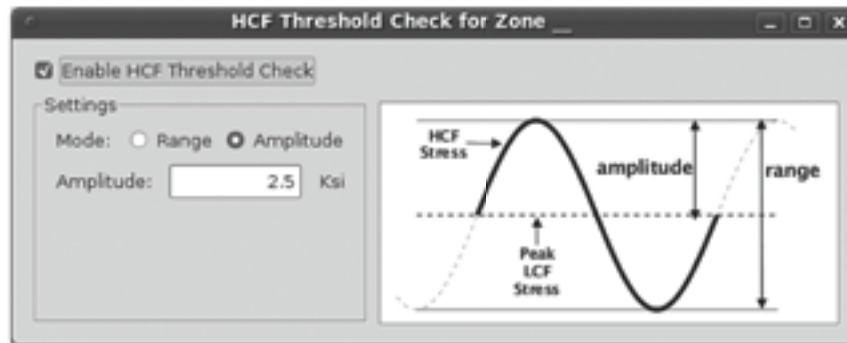 HCF Threshold Check for Zone __
Enable HCF Threshold Check
Settings
Mode: Range Amplitude
Amplitude: 2.5 Ksi
HCF
Stress
amplitude
range
Peak
LCF
Stress